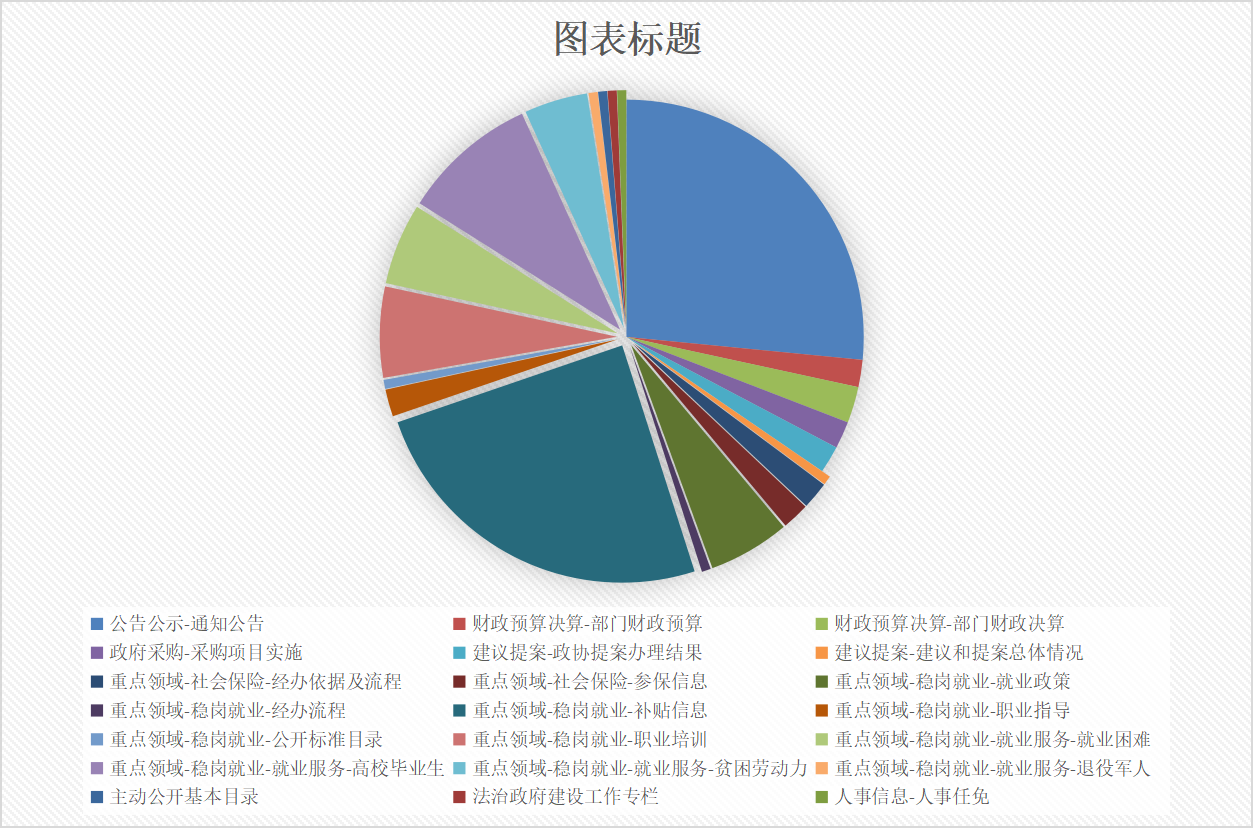 图表标题
公告公示-通知公告 财政预算决算-部门财政预算 财政预算决算-部门财政决算
政府采购-采购项目实施 建议提案-政协提案办理结果 建议提案-建议和提案总体情况
重点领域-社会保险-经办依据及流程 重点领域-社会保险-参保信息 重点领域-稳岗就业-就业政策
重点领域-稳岗就业-经办流程 重点领域-稳岗就业-补贴信息 重点领域-稳岗就业-职业指导
重点领域-稳岗就业-公开标准目录 重点领域-稳岗就业-职业培训 重点领域-稳岗就业-就业服务-就业困难
重点领域-稳岗就业-就业服务-高校毕业生 重点领域-稳岗就业-就业服务-贫困劳动力 重点领域-稳岗就业-就业服务-退役军人
主动公开基本目录 法治政府建设工作专栏 人事信息-人事任免